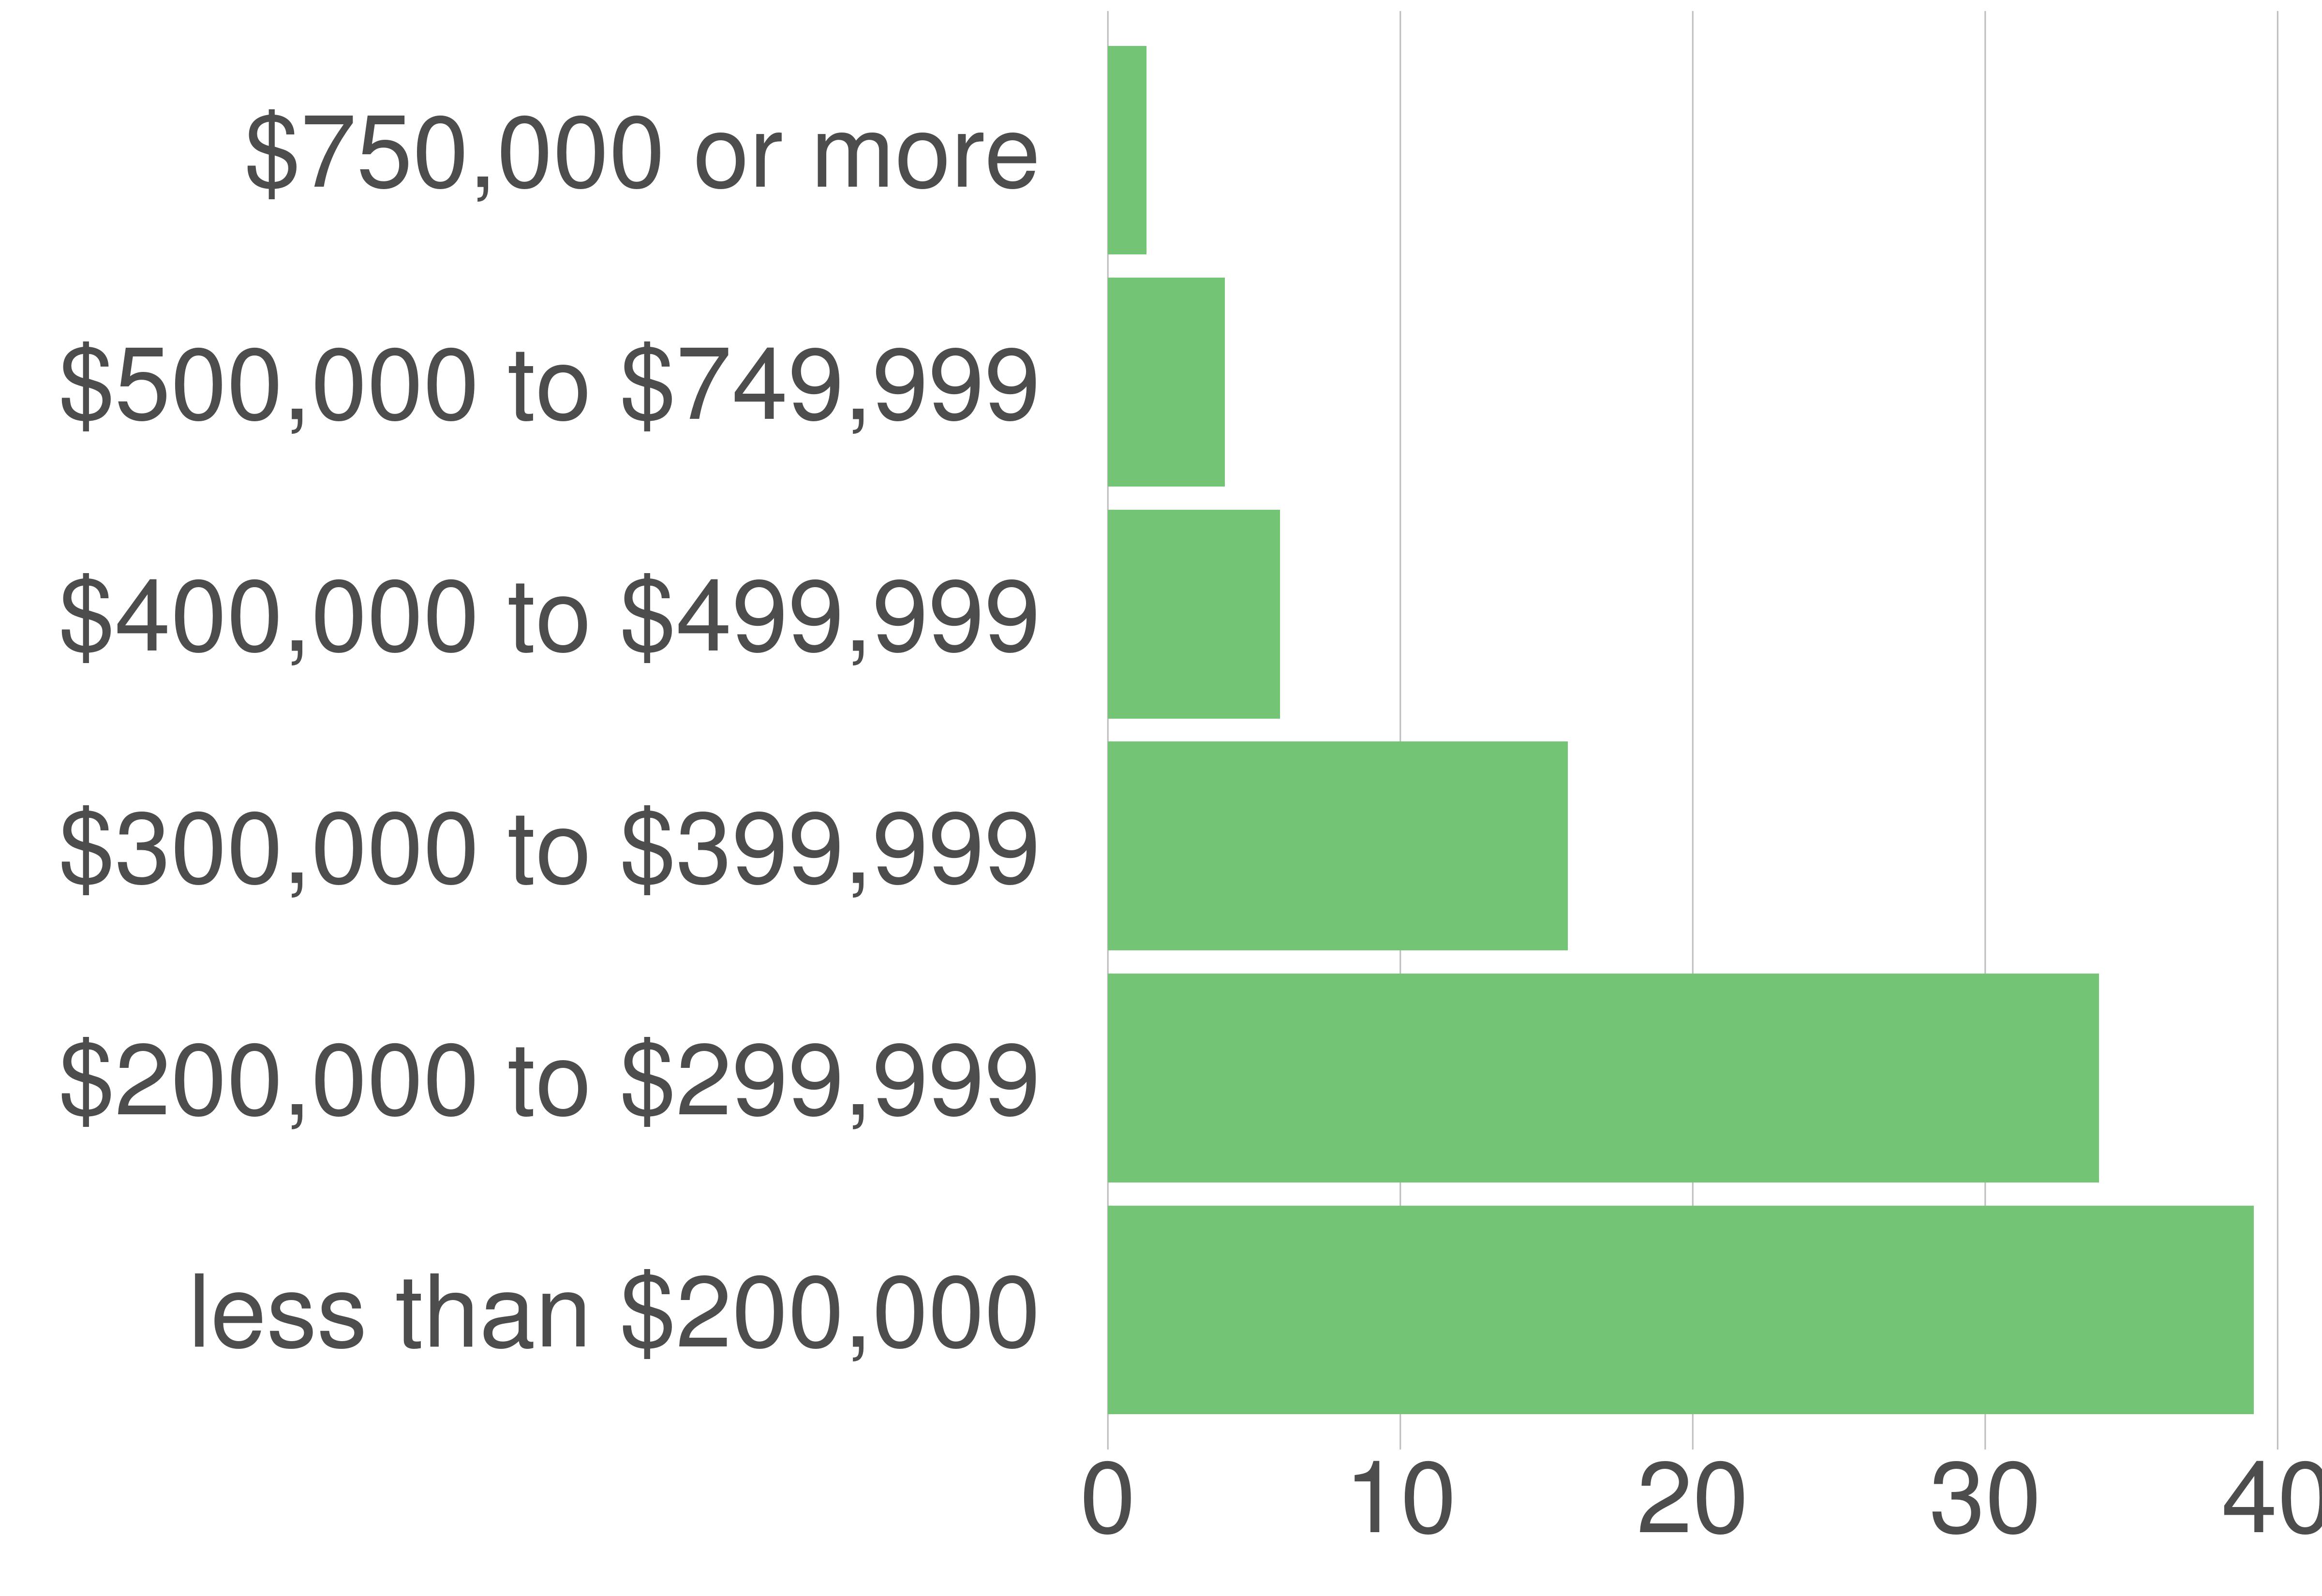 $750,000 or more
$500,000 to $749,999
$400,000 to $499,999
$300,000 to $399,999
$200,000 to $299,999
less than $200,000
0 10 20 30 40